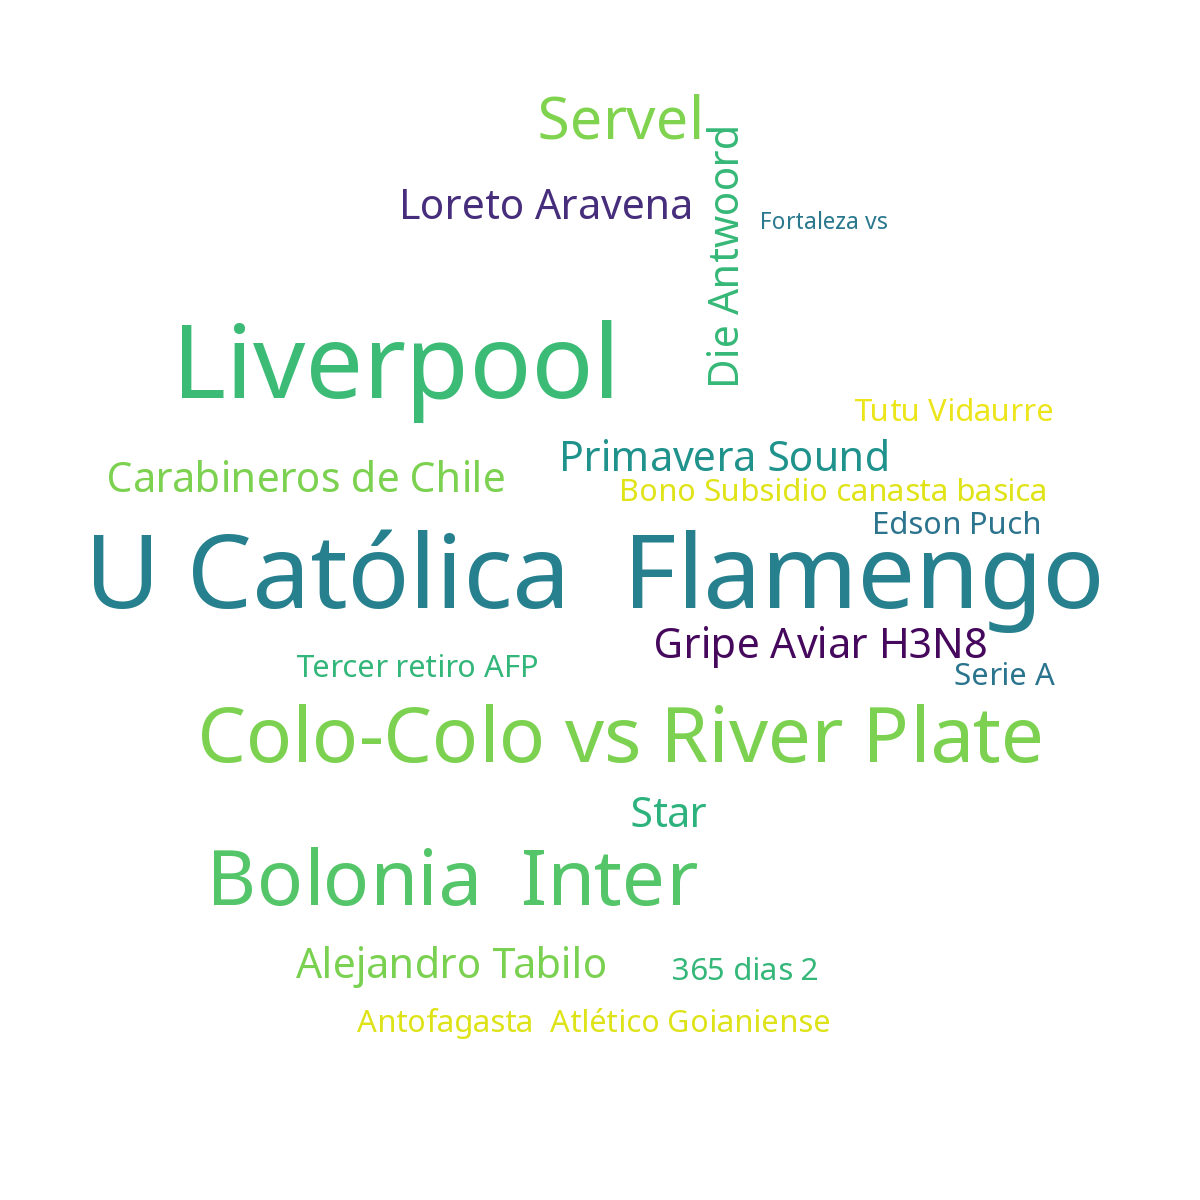 Servel
Die Antwoord
Loreto Aravena
Fortaleza vs
Liverpool
Tutu Vidaurre
Primavera Sound
Carabineros de Chile
Bono Subsidio canasta basica
Edson Puch
U Católica  Flamengo
Gripe Aviar H3N8
Tercer retiro AFP
Serie A
Colo-Colo vs River Plate
Star
Bolonia  Inter
Alejandro Tabilo
365 dias 2
Antofagasta  Atlético Goianiense